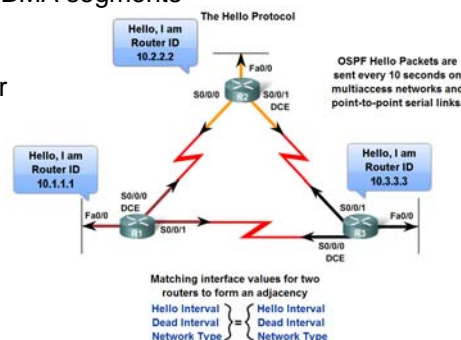 DMA segments
The Hello Protocol
Hello, I am
Router ID
10.2.2.2
r
Fa0/0
OSPF Hello Packets are
sent every 10 seconds on
multiaccess networks and
point-to-point serial links
S0/0/0
R2
S0/0/1
DCE
Hello, I am
Router ID
10.1.1.1
Hello, I am
Router ID
10.3.3.3
Fa0/0
S0/0/0
DCE
R1
S0/0/1
S0/0/1
R3
Fa0/0
S0/0/0
DCE
Matching interface values for two
routers to form an adjacency
Hello Interval } = { Hello Interval
Dead Interval } = { Dead Interval
Network Type } = { Network Type